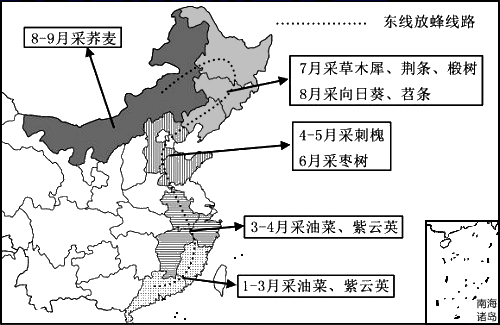 东线放蜂线路
8-9月采荞麦
7月采草木犀、荆条、椴树
8月采向日葵、苕条
4-5月采刺槐
6月采枣树
3-4月采油菜、紫云英
1-3月采油菜、紫云英
南海
诸岛